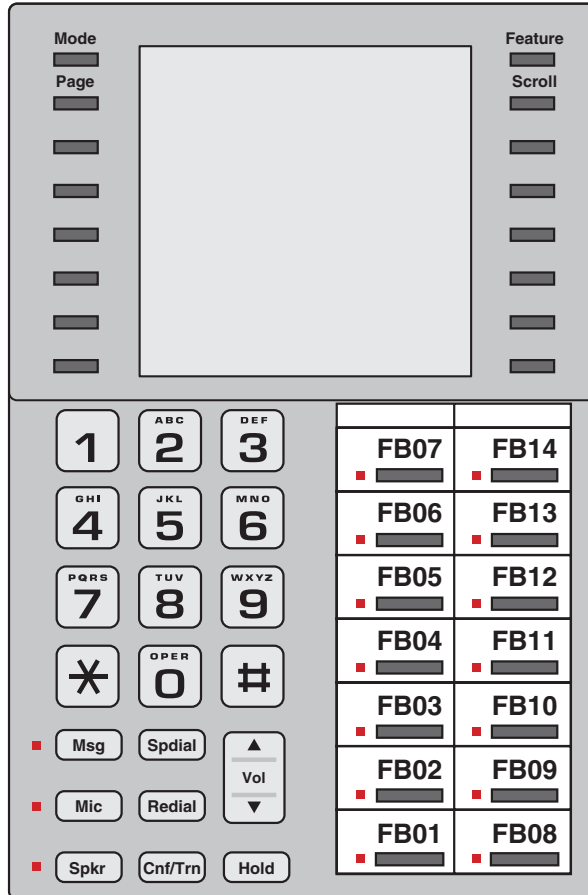 Mode
Feature
Page
Scroll
1
ABC
2
DEF
3
GHI
4
JKL
5
MNO
6
PQRS
7
TUV
8
WXYZ
9
*
OPER
0
#
Msg
Spdial
▲
Vol
▼
Mic
Redial
Spkr
Cnf/Trn
Hold
FB07
FB14
FB06
FB13
FB05
FB12
FB04
FB11
FB03
FB10
FB02
FB09
FB01
FB08